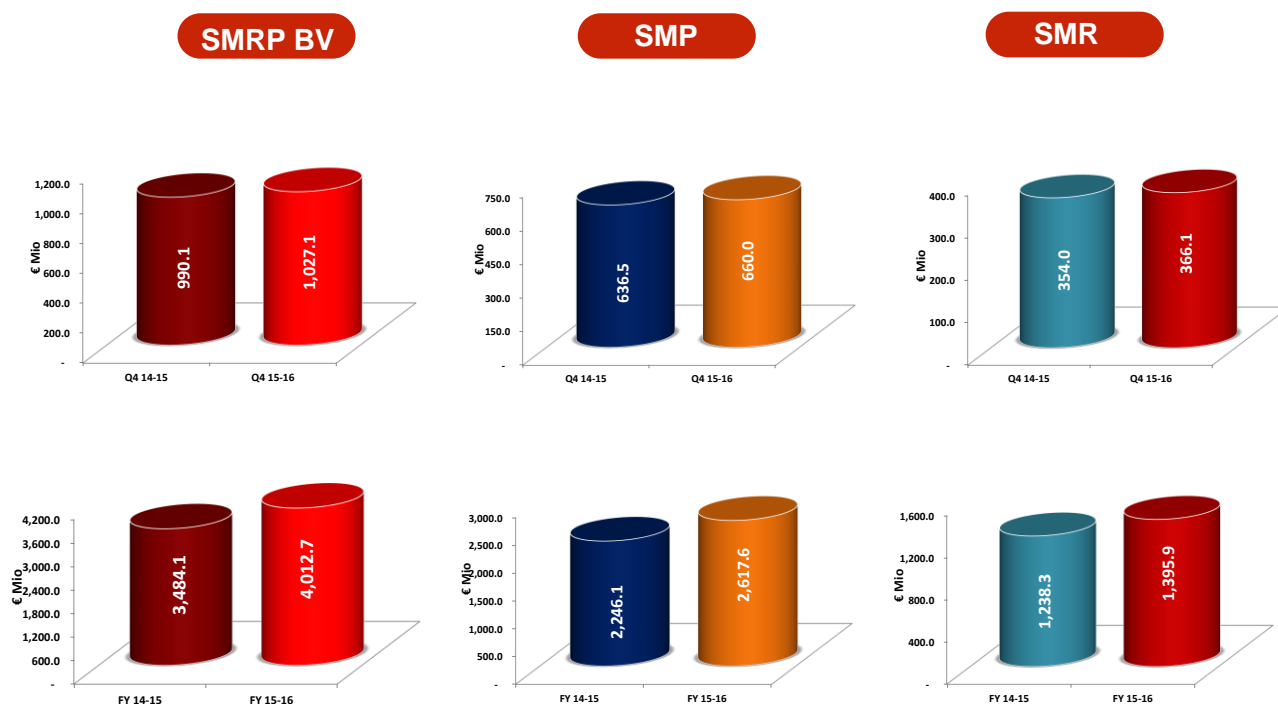 SMRP BV
SMP
SMR
€ Mio
1,200.0
1,000.0
800.0
600.0
400.0
200.0
-
990.1
1,027.1
Q4 14-15
Q4 15-16
€ Mio
750.0
600.0
450.0
300.0
150.0
-
636.5
660.0
Q4 14-15
Q4 15-16
€ Mio
400.0
300.0
200.0
100.0
-
354.0
366.1
Q4 14-15
Q4 15-16
€ Mio
4,200.0
3,600.0
3,000.0
2,400.0
1,800.0
1,200.0
600.0
-
3,484.1
4,012.7
FY 14-15
FY 15-16
€ Mio
3,000.0
2,500.0
2,000.0
1,500.0
1,000.0
500.0
-
2,246.1
2,617.6
FY 14-15
FY 15-16
€ Mio
1,600.0
1,200.0
800.0
400.0
-
1,238.3
1,395.9
FY 14-15
FY 15-16